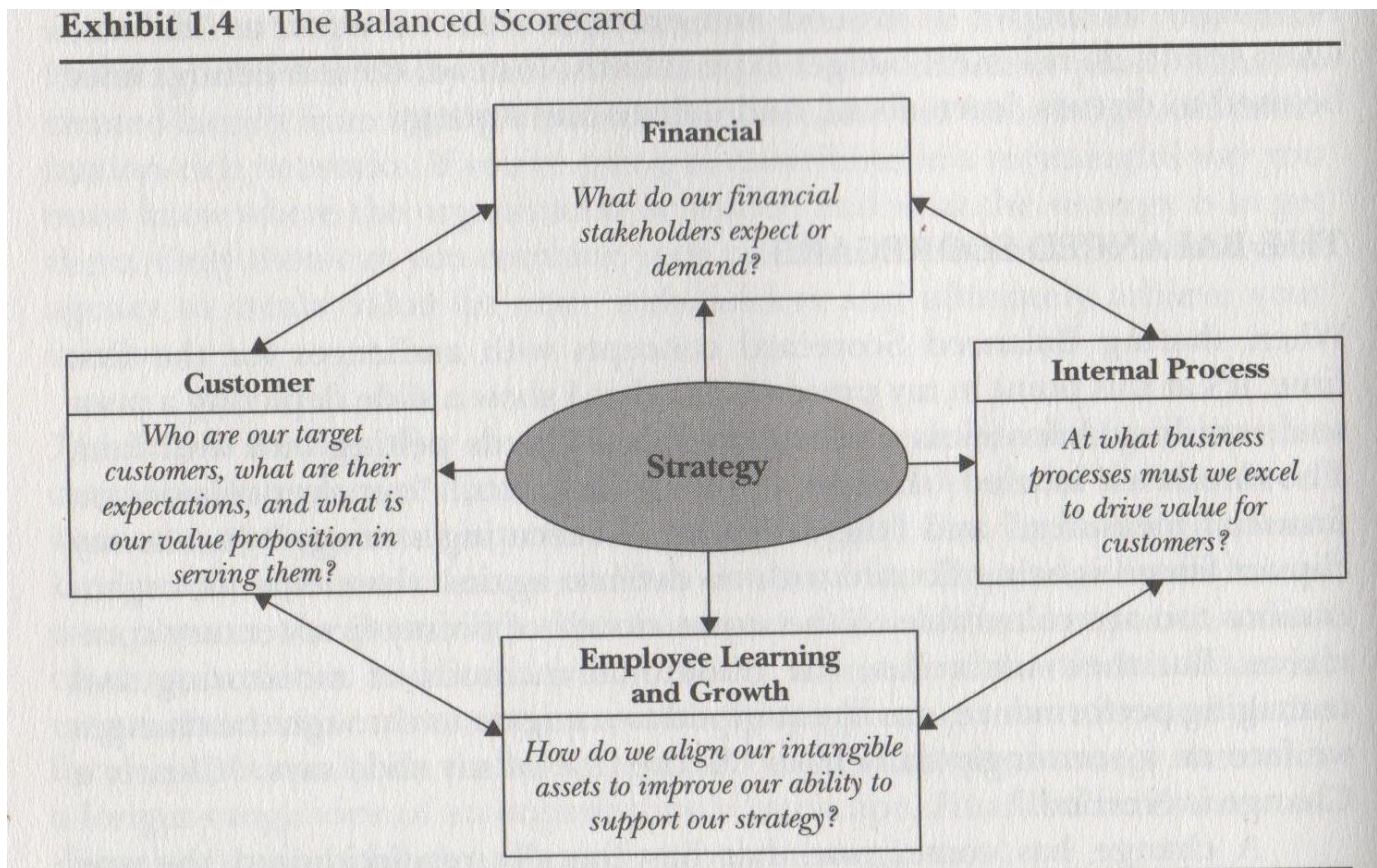 Exhibit 1.4 The Balanced Scorecard
Financial
What do our financial
stakeholders expect or
demand?
Customer
Who are our target
customers, what are their
expectations, and what is
our value proposition in
serving them?
Strategy
Internal Process
At what business
processes must we excel
to drive value for
customers?
Employee Learning
and Growth
How do we align our intangible
assets to improve our ability to
support our strategy?